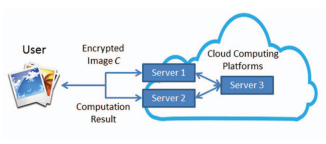 User
Encrypted
Image C
Cloud Computing
Platforms
Server 1
Server 2
Server 3
Computation
Result